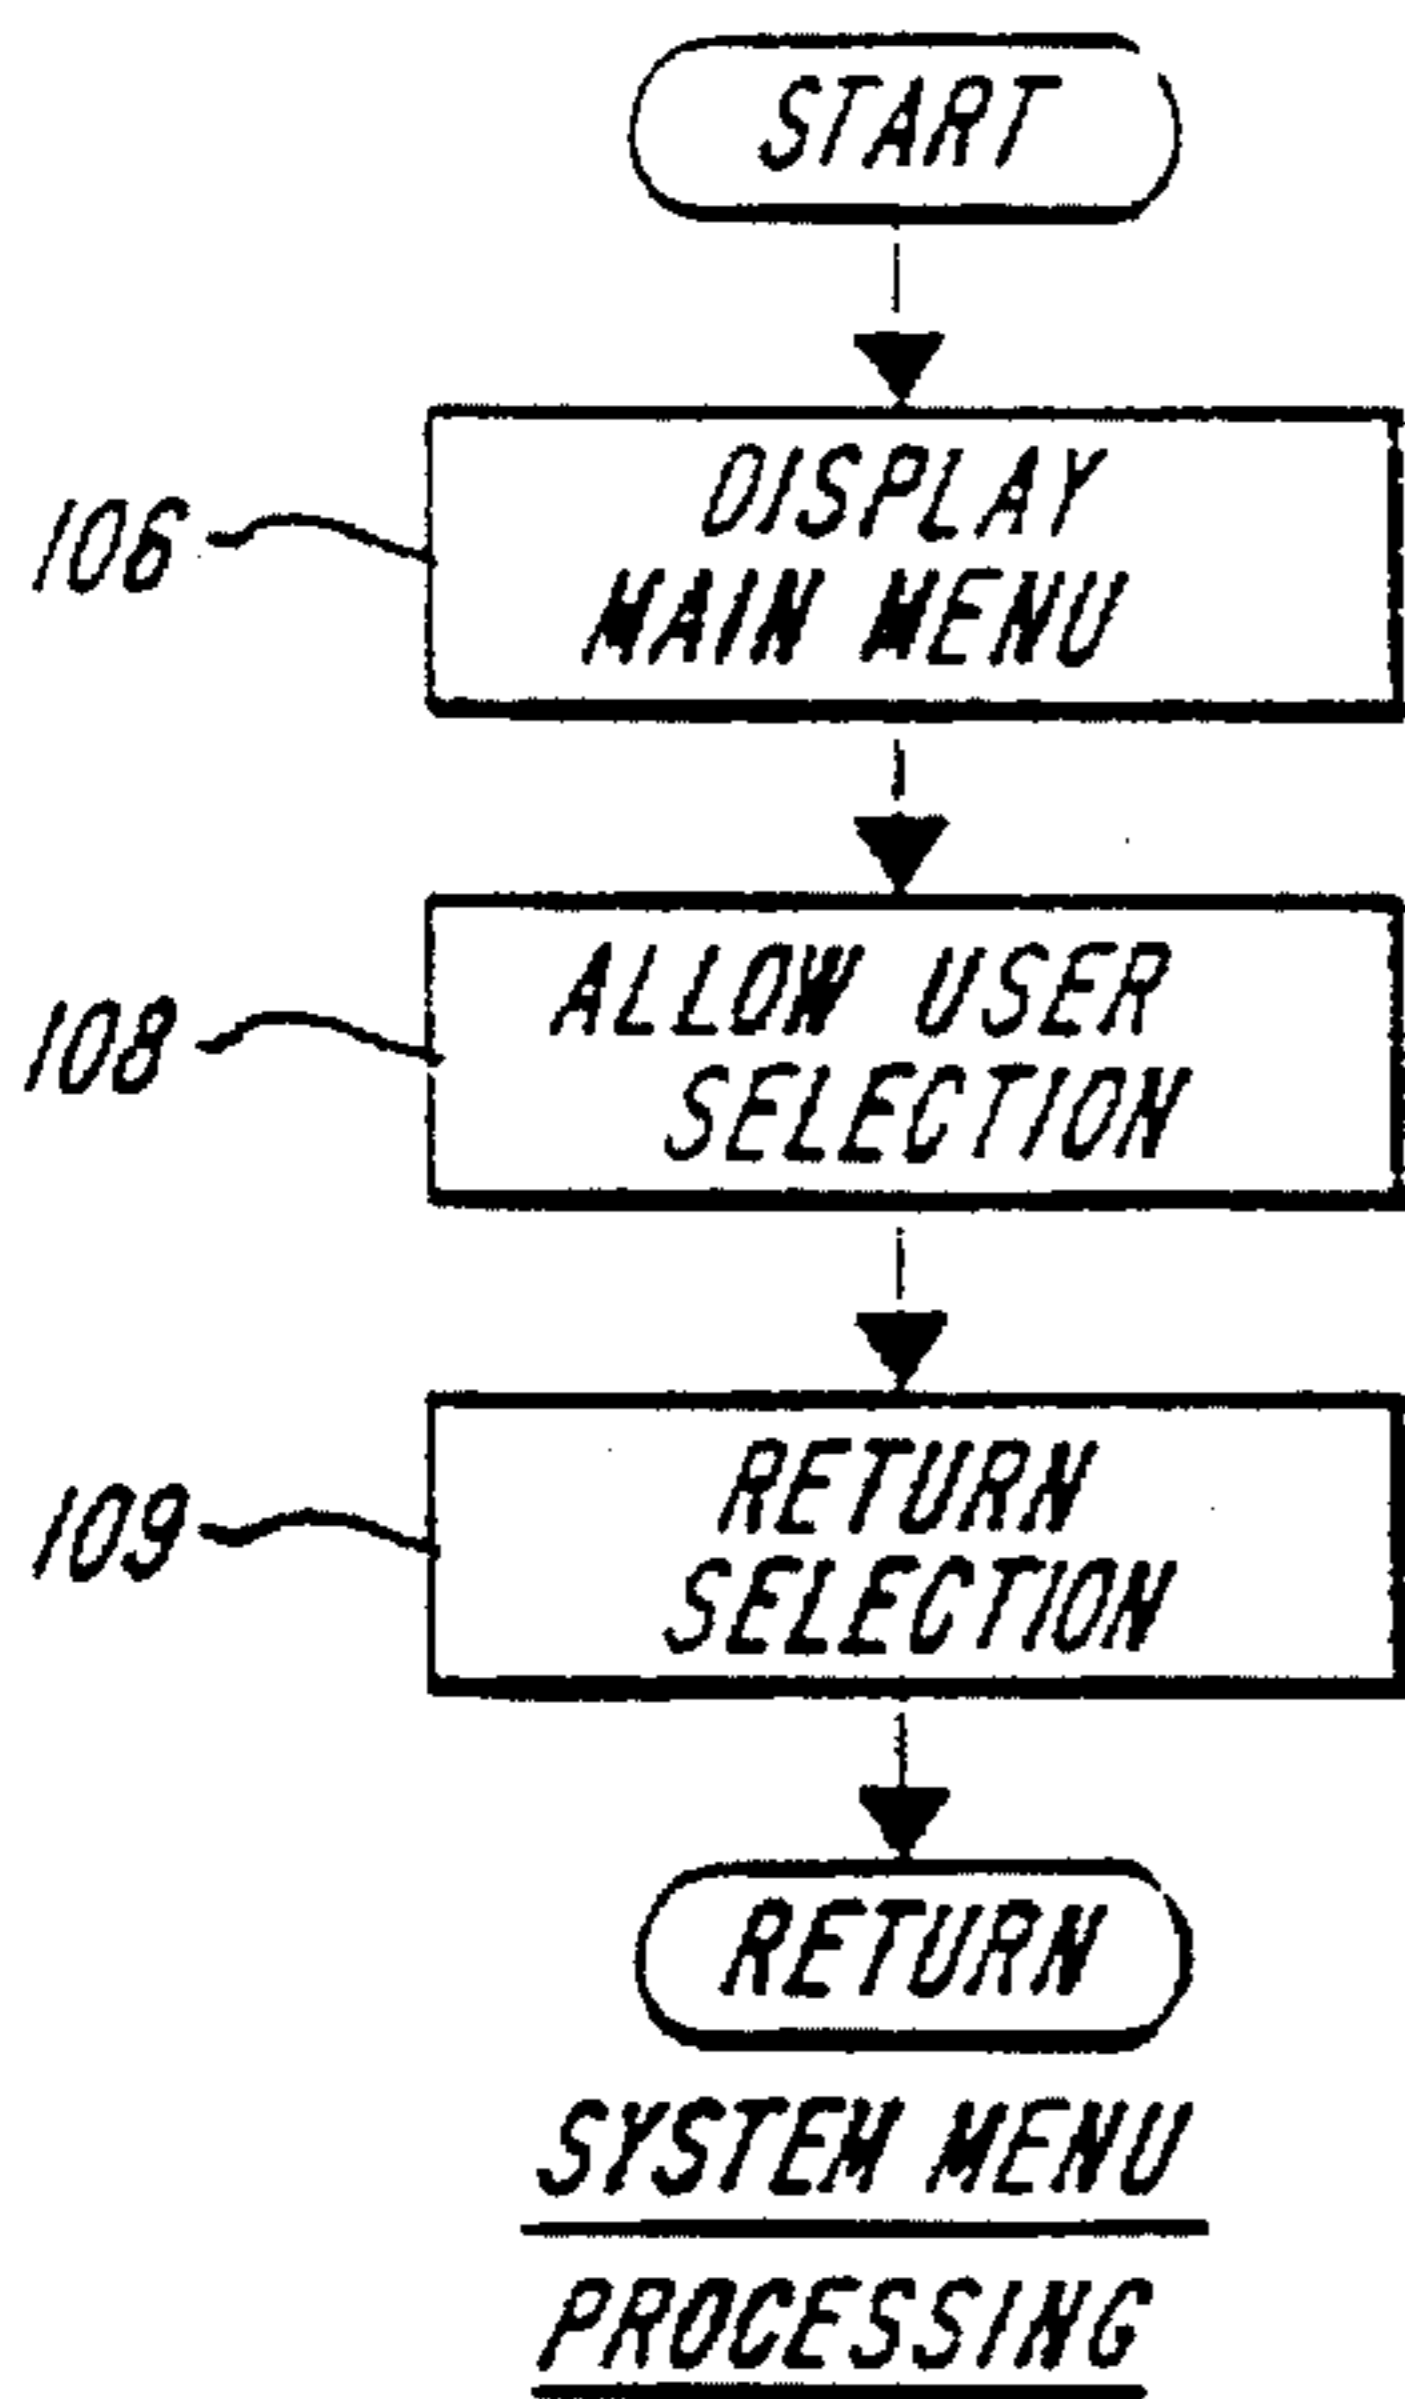 START
106
DISPLAY
MAIN MENU
108
ALLOW USER
SELECTION
109
RETURN
SELECTION
RETURN
SYSTEM MENU
PROCESSING